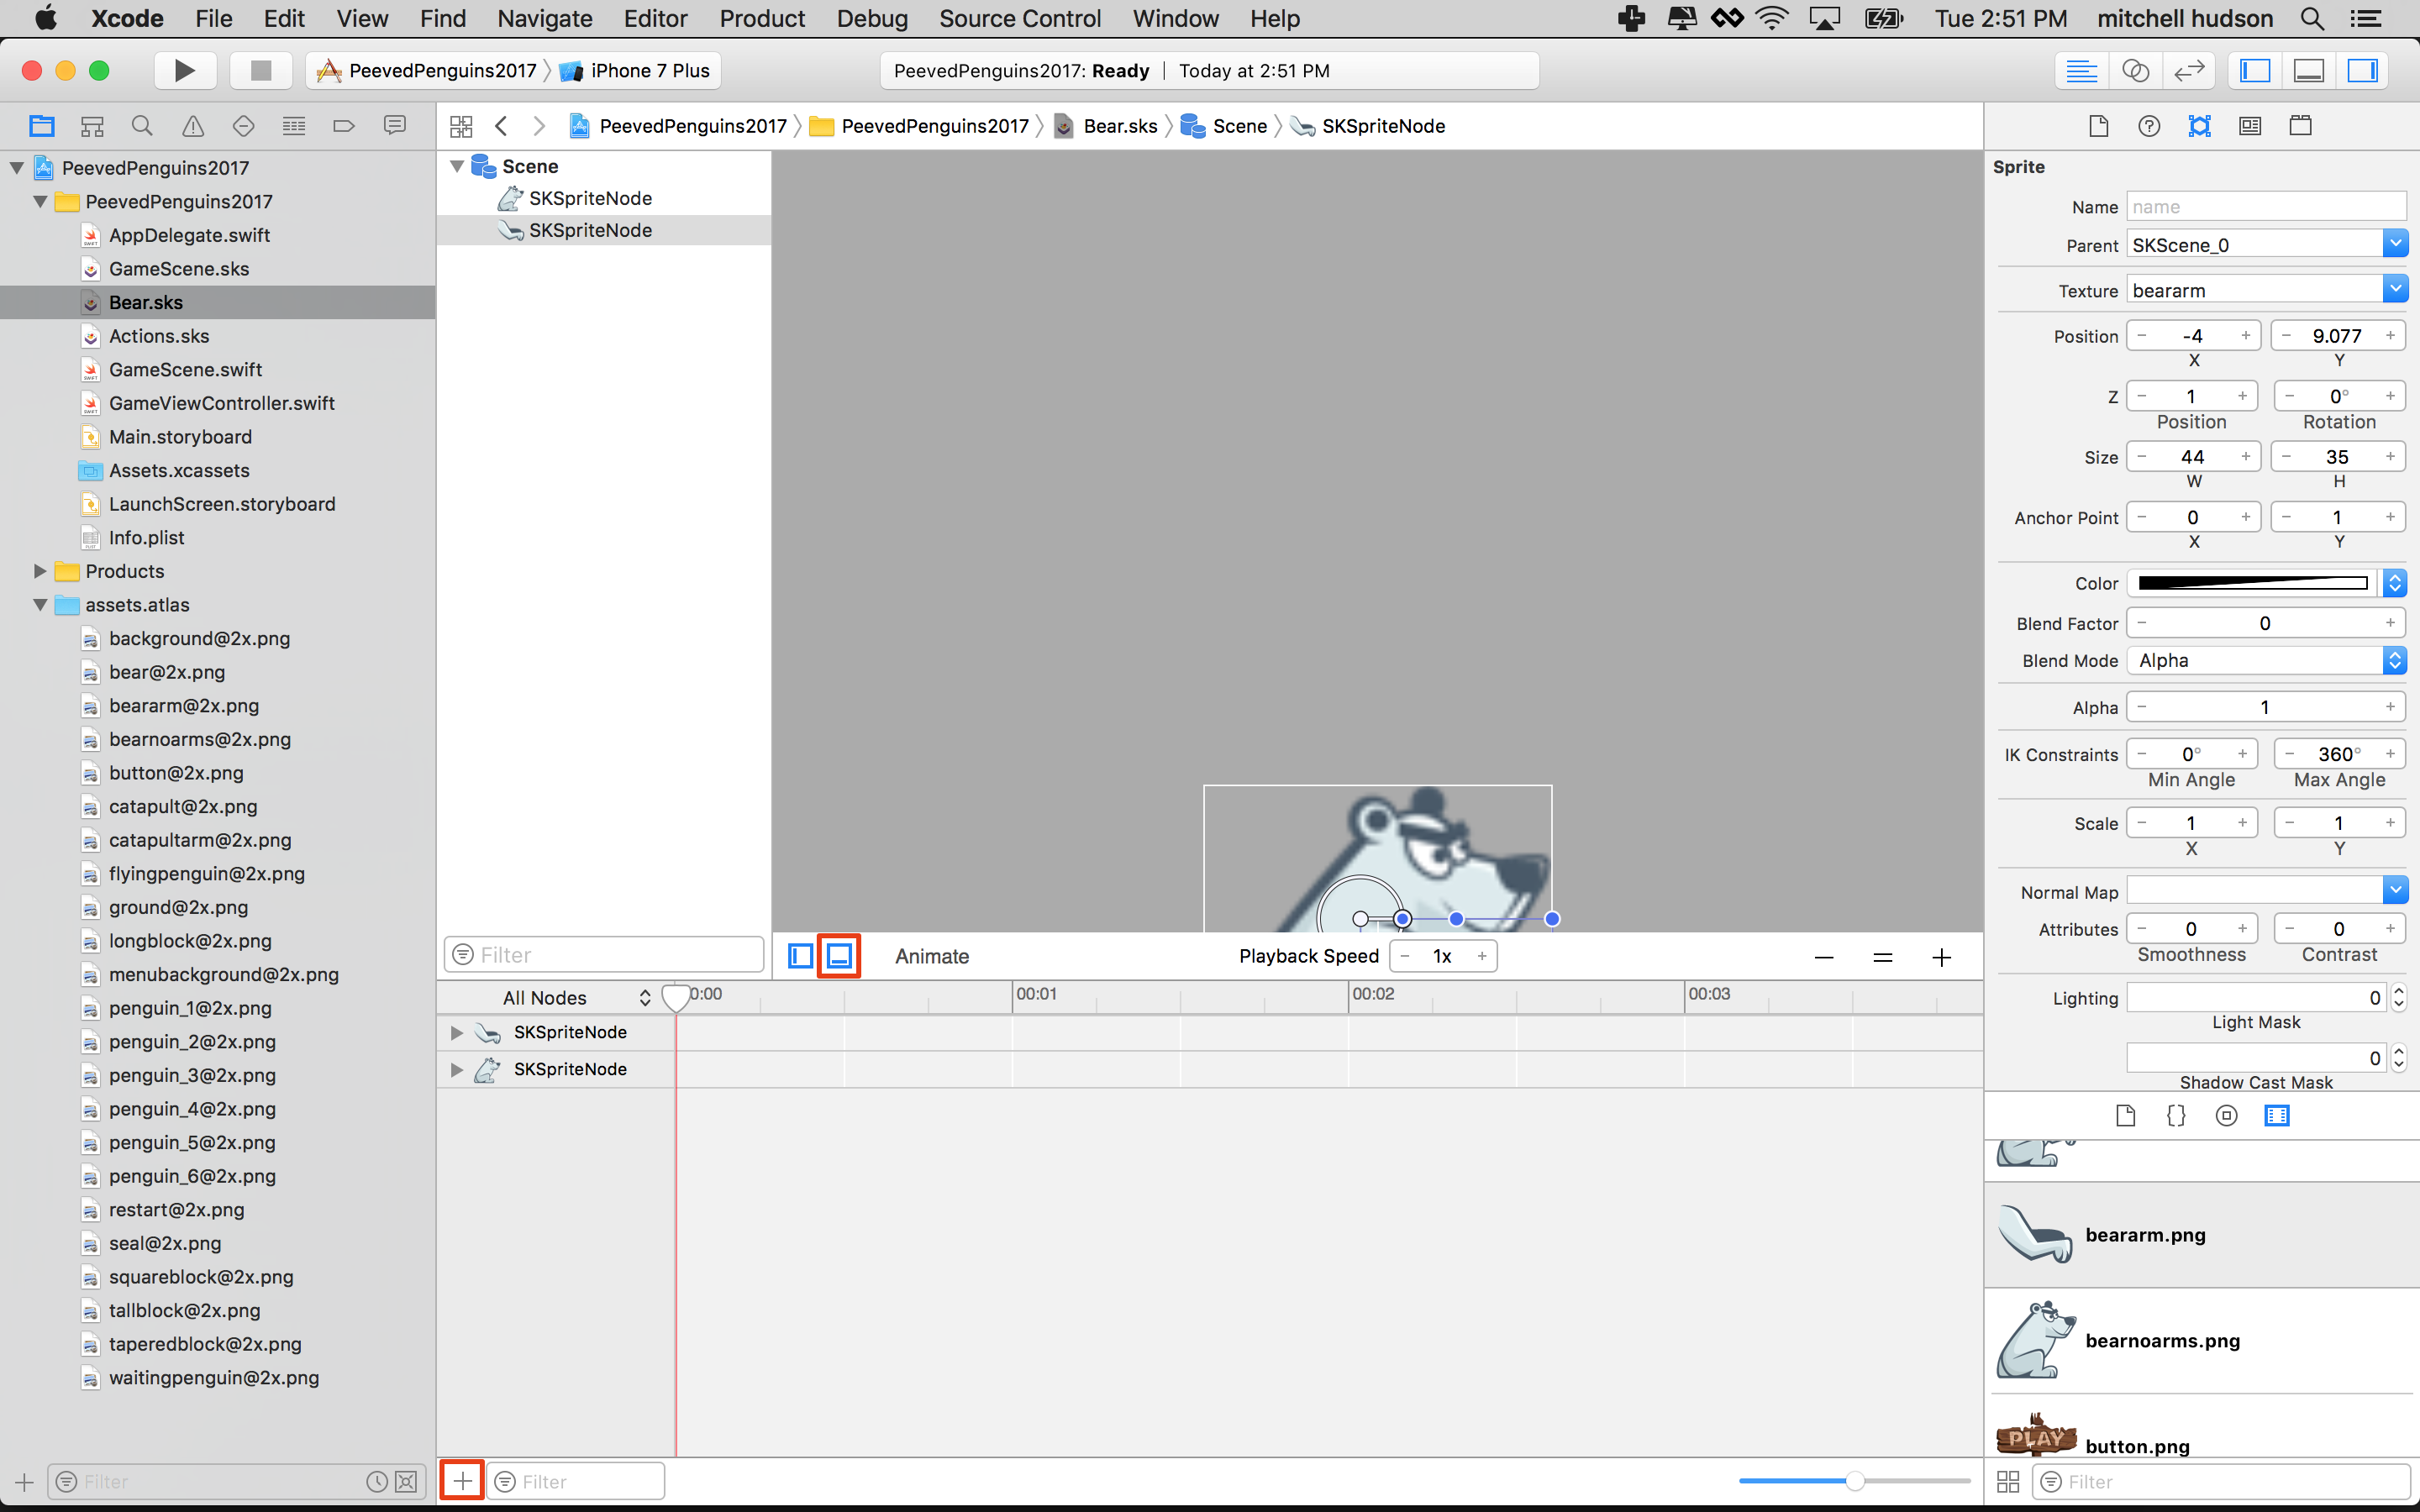 Xcode File Edit View Find Navigate Editor Product Debug Source Control Window Help Tue 2:51 PM mitchell hudson
PeevedPenguins2017 iPhone 7 Plus PeevedPenguins2017: Ready Today at 2:51 PM
PeevedPenguins2017 PeevedPenguins2017 Bear.sks Scene SKSpriteNode
PeevedPenguins2017
PeevedPenguins2017
AppDelegate.swift
GameScene.sks
Bear.sks
Actions.sks
GameScene.swift
GameViewController.swift
Main.storyboard
Assets.xcassets
LaunchScreen.storyboard
Info.plist
Products
assets.atlas
background@2x.png
bear@2x.png
beararm@2x.png
bearnoarms@2x.png
button@2x.png
catapult@2x.png
catapultarm@2x.png
flyingpenguin@2x.png
ground@2x.png
longblock@2x.png
menubackground@2x.png
penguin_1@2x.png
penguin_2@2x.png
penguin_3@2x.png
penguin_4@2x.png
penguin_5@2x.png
penguin_6@2x.png
restart@2x.png
seal@2x.png
squareblock@2x.png
tallblock@2x.png
taperedblock@2x.png
waitingpenguin@2x.png
Filter
Scene
SKSpriteNode
SKSpriteNode
Filter
Animate Playback Speed - 1x +
All Nodes 0:00 00:01 00:02 00:03
SKSpriteNode
SKSpriteNode
Filter
Sprite
Name name
Parent SKScene_0
Texture beararm
Position - -4 + - 9.077 +
X Y
Z - 1 + - 0° +
Position Rotation
Size - 44 + - 35 +
W H
Anchor Point - 0 + - 1 +
X Y
Color
Blend Factor - 0 +
Blend Mode Alpha
Alpha - 1 +
IK Constraints - 0° + - 360° +
Min Angle Max Angle
Scale - 1 + - 1 +
X Y
Normal Map
Attributes - 0 + - 0 +
Smoothness Contrast
Lighting 0
Light Mask
0
Shadow Cast Mask
beararm.png
bearnoarms.png
PLAY button.png
Filter